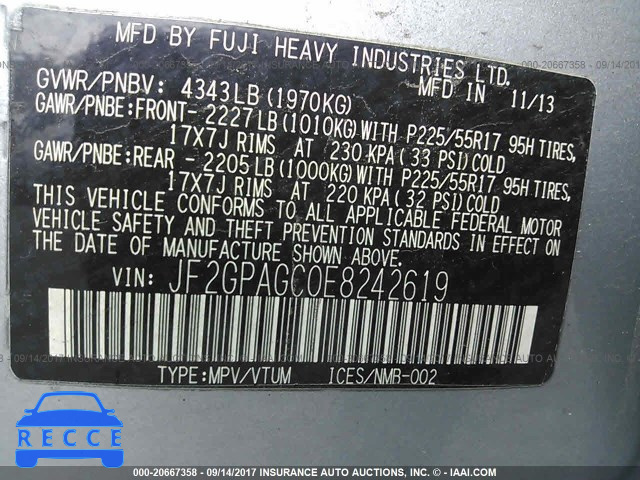 MFD BY FUJI HEAVY INDUSTRIES LTD.
GVWR/PNBV: 4343LB(1970KG) MFD IN 11/13
GAWR/PNBE:FRONT- 2227LB(1010KG)WITH P225/55R17 95H TIRES,
17X7J RIMS AT 230 KPA(33 PSI)COLD
GAWR/PNBE:REAR - 2205LB(1000KG)WITH P225/55R17 95H TIRES,
17X7J RIMS AT 220 KPA(32 PSI)COLD
THIS VEHICLE CONFORMS TO ALL APPLICABLE FEDERAL MOTOR
VEHICLE SAFETY AND THEFT PREVENTION STANDARDS IN EFFECT ON
THE DATE OF MANUFACTURE SHOWN ABOVE.
VIN: JF2GPAGC0E8242619
TYPE:MPV/VTUM ICES/NMB-002
RECORDS.TOOLS
000-20667358 - 09/14/2017 INSURANCE AUTO AUCTIONS, INC. - © - IAAI.COM